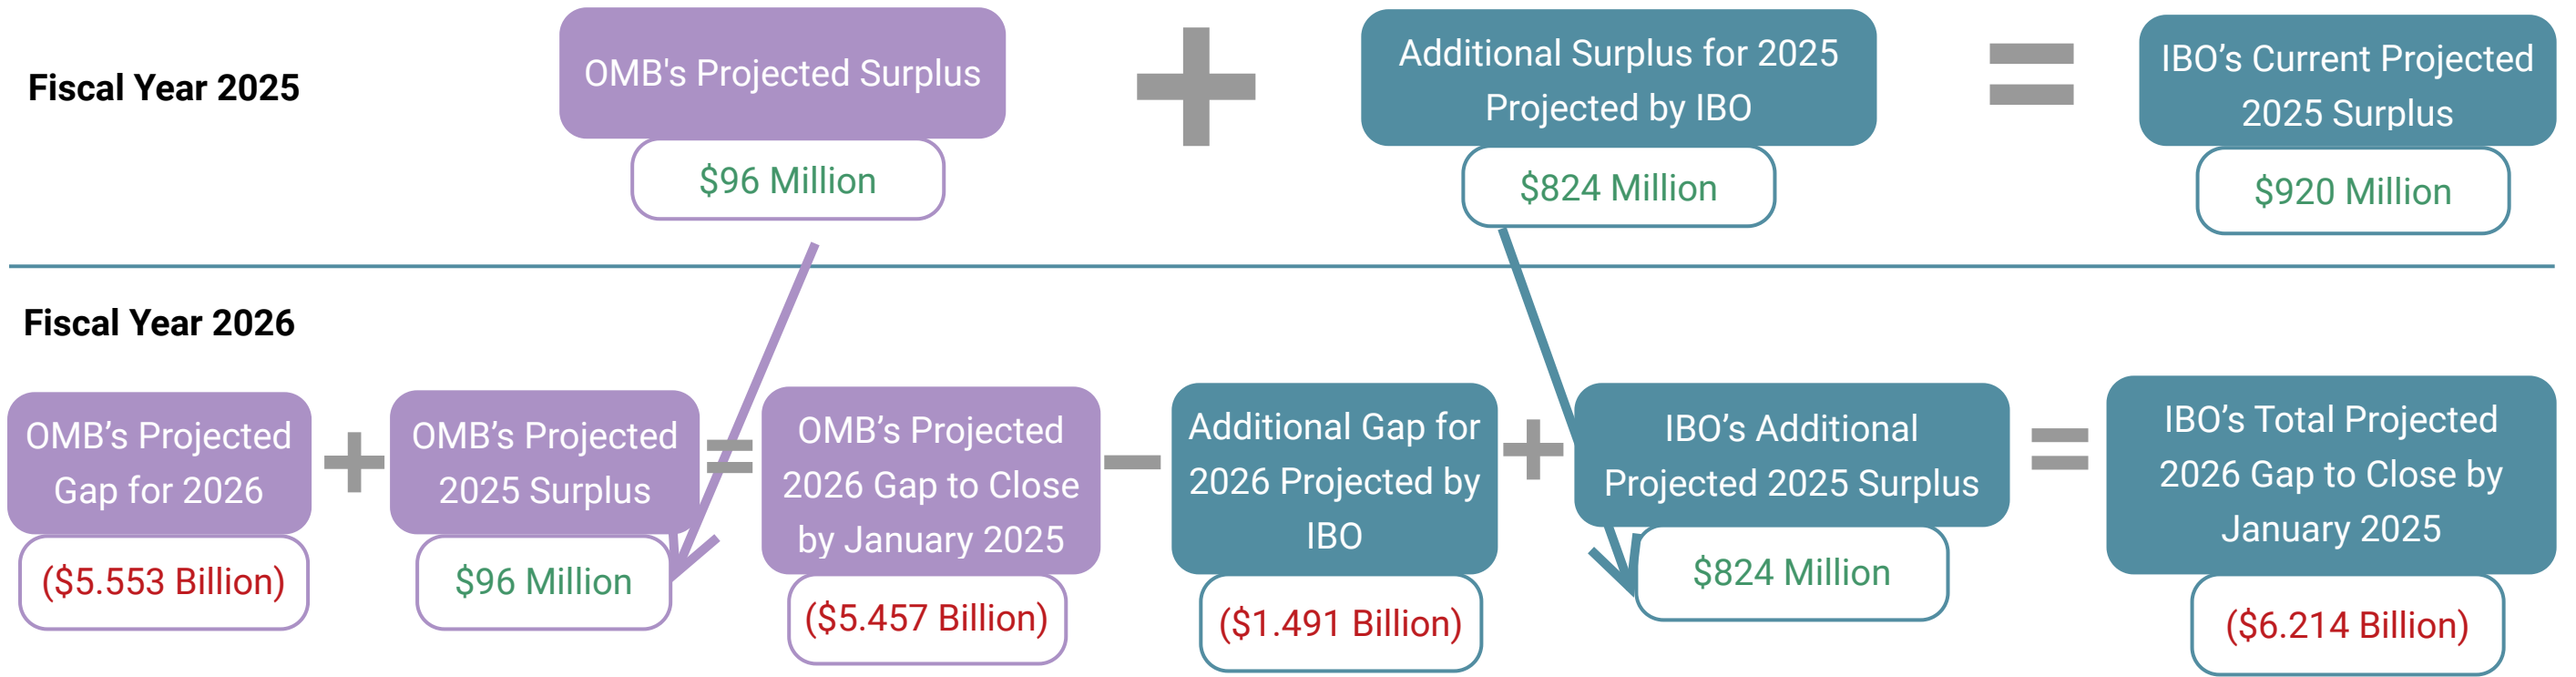 Fiscal Year 2025
OMB's Projected Surplus
$96 Million
+
Additional Surplus for 2025
Projected by IBO
$824 Million
=
IBO’s Current Projected
2025 Surplus
$920 Million
Fiscal Year 2026
OMB’s Projected
Gap for 2026
($5.553 Billion)
+
OMB’s Projected
2025 Surplus
$96 Million
=
OMB’s Projected
2026 Gap to Close
by January 2025
($5.457 Billion)
−
Additional Gap for
2026 Projected by
IBO
($1.491 Billion)
+
IBO’s Additional
Projected 2025 Surplus
$824 Million
=
IBO’s Total Projected
2026 Gap to Close by
January 2025
($6.214 Billion)